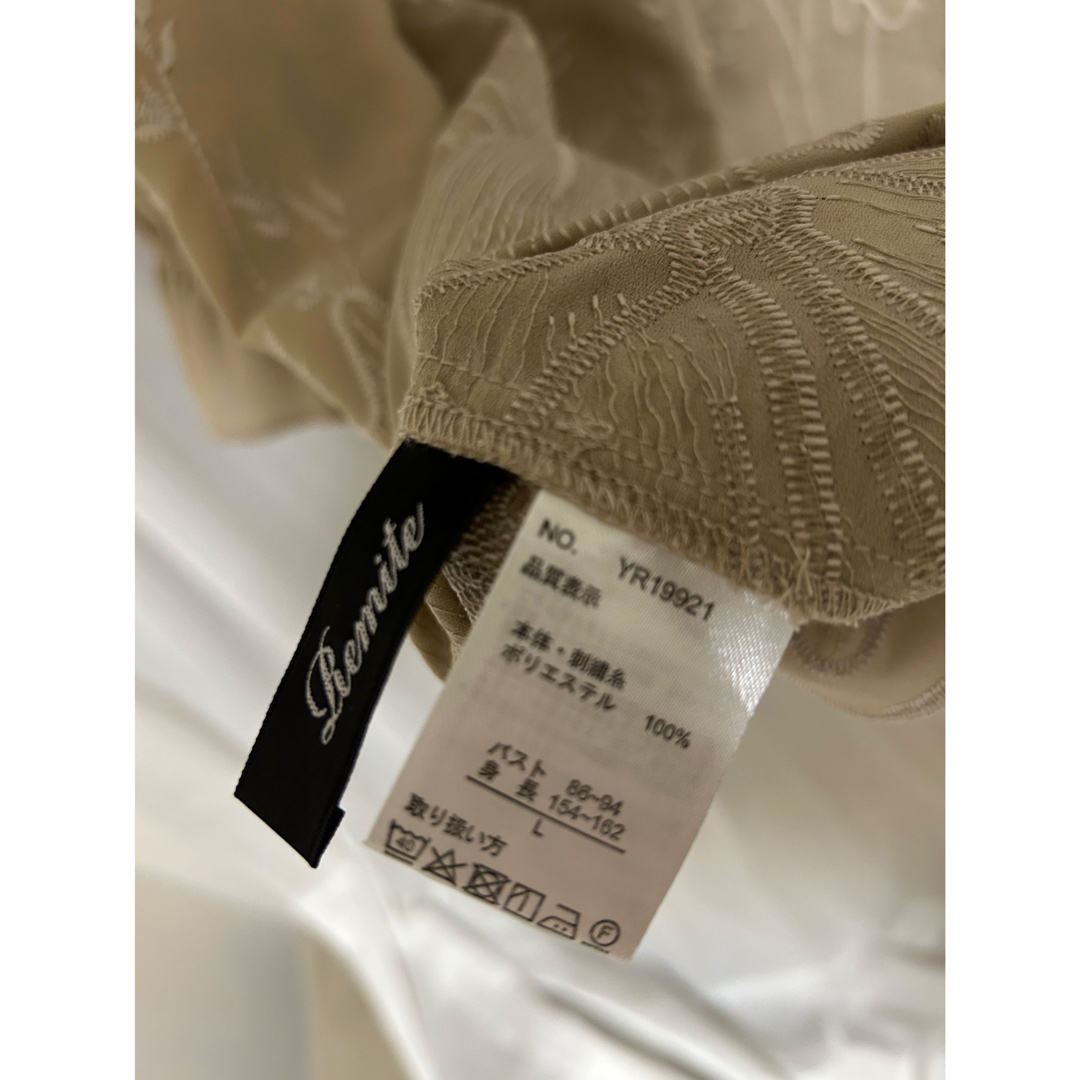 Remite
NO. YR19921
品質表示
本体・刺繍糸
ポリエステル 100%
バスト 86~94
身 長 154~162
L
取り扱い方
40
F